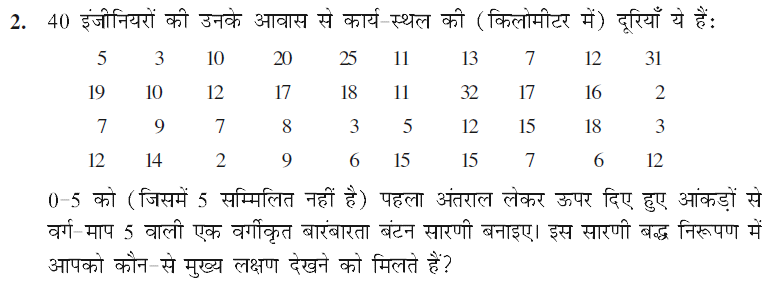 2. 40 इंजीनियरों की उनके आवास से कार्य-स्थल की (किलोमीटर में) दूरियाँ ये हैं:
5 3 10 20 25 11 13 7 12 31
19 10 12 17 18 11 32 17 16 2
7 9 7 8 3 5 12 15 18 3
12 14 2 9 6 15 15 7 6 12
0-5 को (जिसमें 5 सम्मिलित नहीं है) पहला अंतराल लेकर ऊपर दिए हुए आंकड़ों से
वर्ग-माप 5 वाली एक वर्गीकृत बारंबारता बंटन सारणी बनाइए। इस सारणी बद्ध निरूपण में
आपको कौन-से मुख्य लक्षण देखने को मिलते हैं?